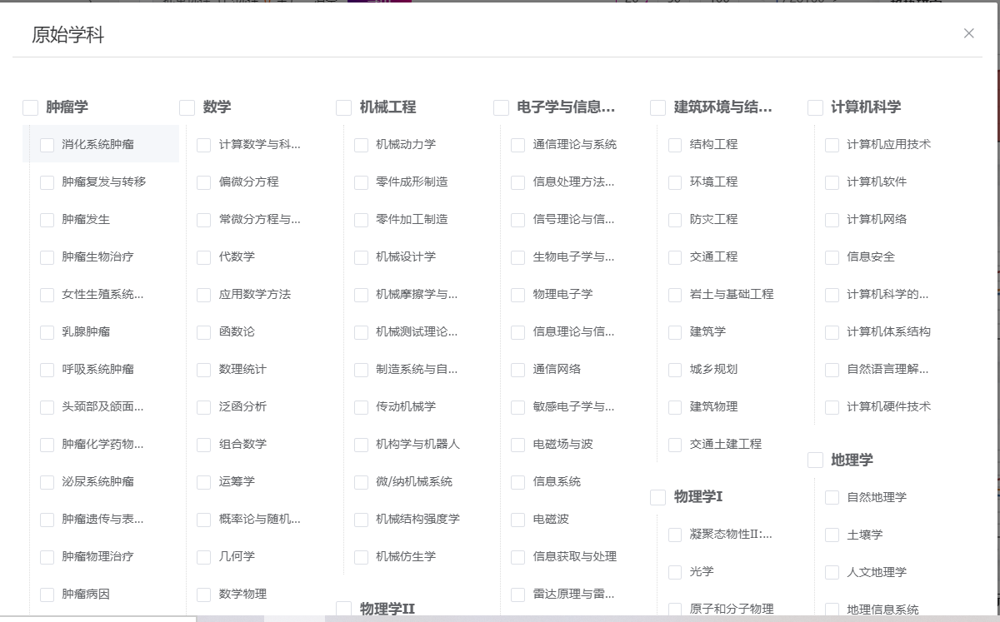 原始学科
肿瘤学
消化系统肿瘤
肿瘤复发与转移
肿瘤发生
肿瘤生物治疗
女性生殖系统...
乳腺肿瘤
呼吸系统肿瘤
头颈部及颌面...
肿瘤化学药物...
泌尿系统肿瘤
肿瘤遗传与表...
肿瘤物理治疗
肿瘤病因
数学
计算数学与科...
偏微分方程
常微分方程与...
代数学
应用数学方法
函数论
数理统计
泛函分析
组合数学
运筹学
概率论与随机...
几何学
数学物理
机械工程
机械动力学
零件成形制造
零件加工制造
机械设计学
机械摩擦学与...
机械测试理论...
制造系统与自...
传动机械学
机构学与机器人
微/纳机械系统
机械结构强度学
机械仿生学
物理学II
电子学与信息...
通信理论与系统
信息处理方法...
信号理论与信...
生物电子学与...
物理电子学
信息理论与信...
通信网络
敏感电子学与...
电磁场与波
信息系统
电磁波
信息获取与处理
雷达原理与雷...
建筑环境与结...
结构工程
环境工程
防灾工程
交通工程
岩土与基础工程
建筑学
城乡规划
建筑物理
交通土建工程
物理学I
凝聚态物性II:...
光学
原子和分子物理
计算机科学
计算机应用技术
计算机软件
计算机网络
信息安全
计算机科学的...
计算机体系结构
自然语言理解...
计算机硬件技术
地理学
自然地理学
土壤学
人文地理学
地理信息系统